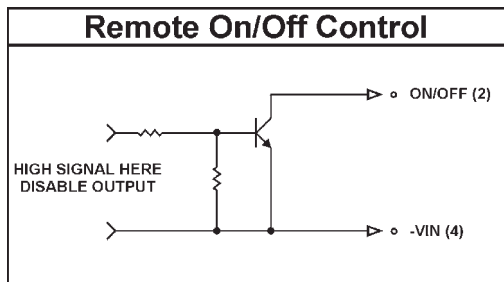 Remote On/Off Control
ON/OFF (2)
HIGH SIGNAL HERE
DISABLE OUTPUT
-VIN (4)